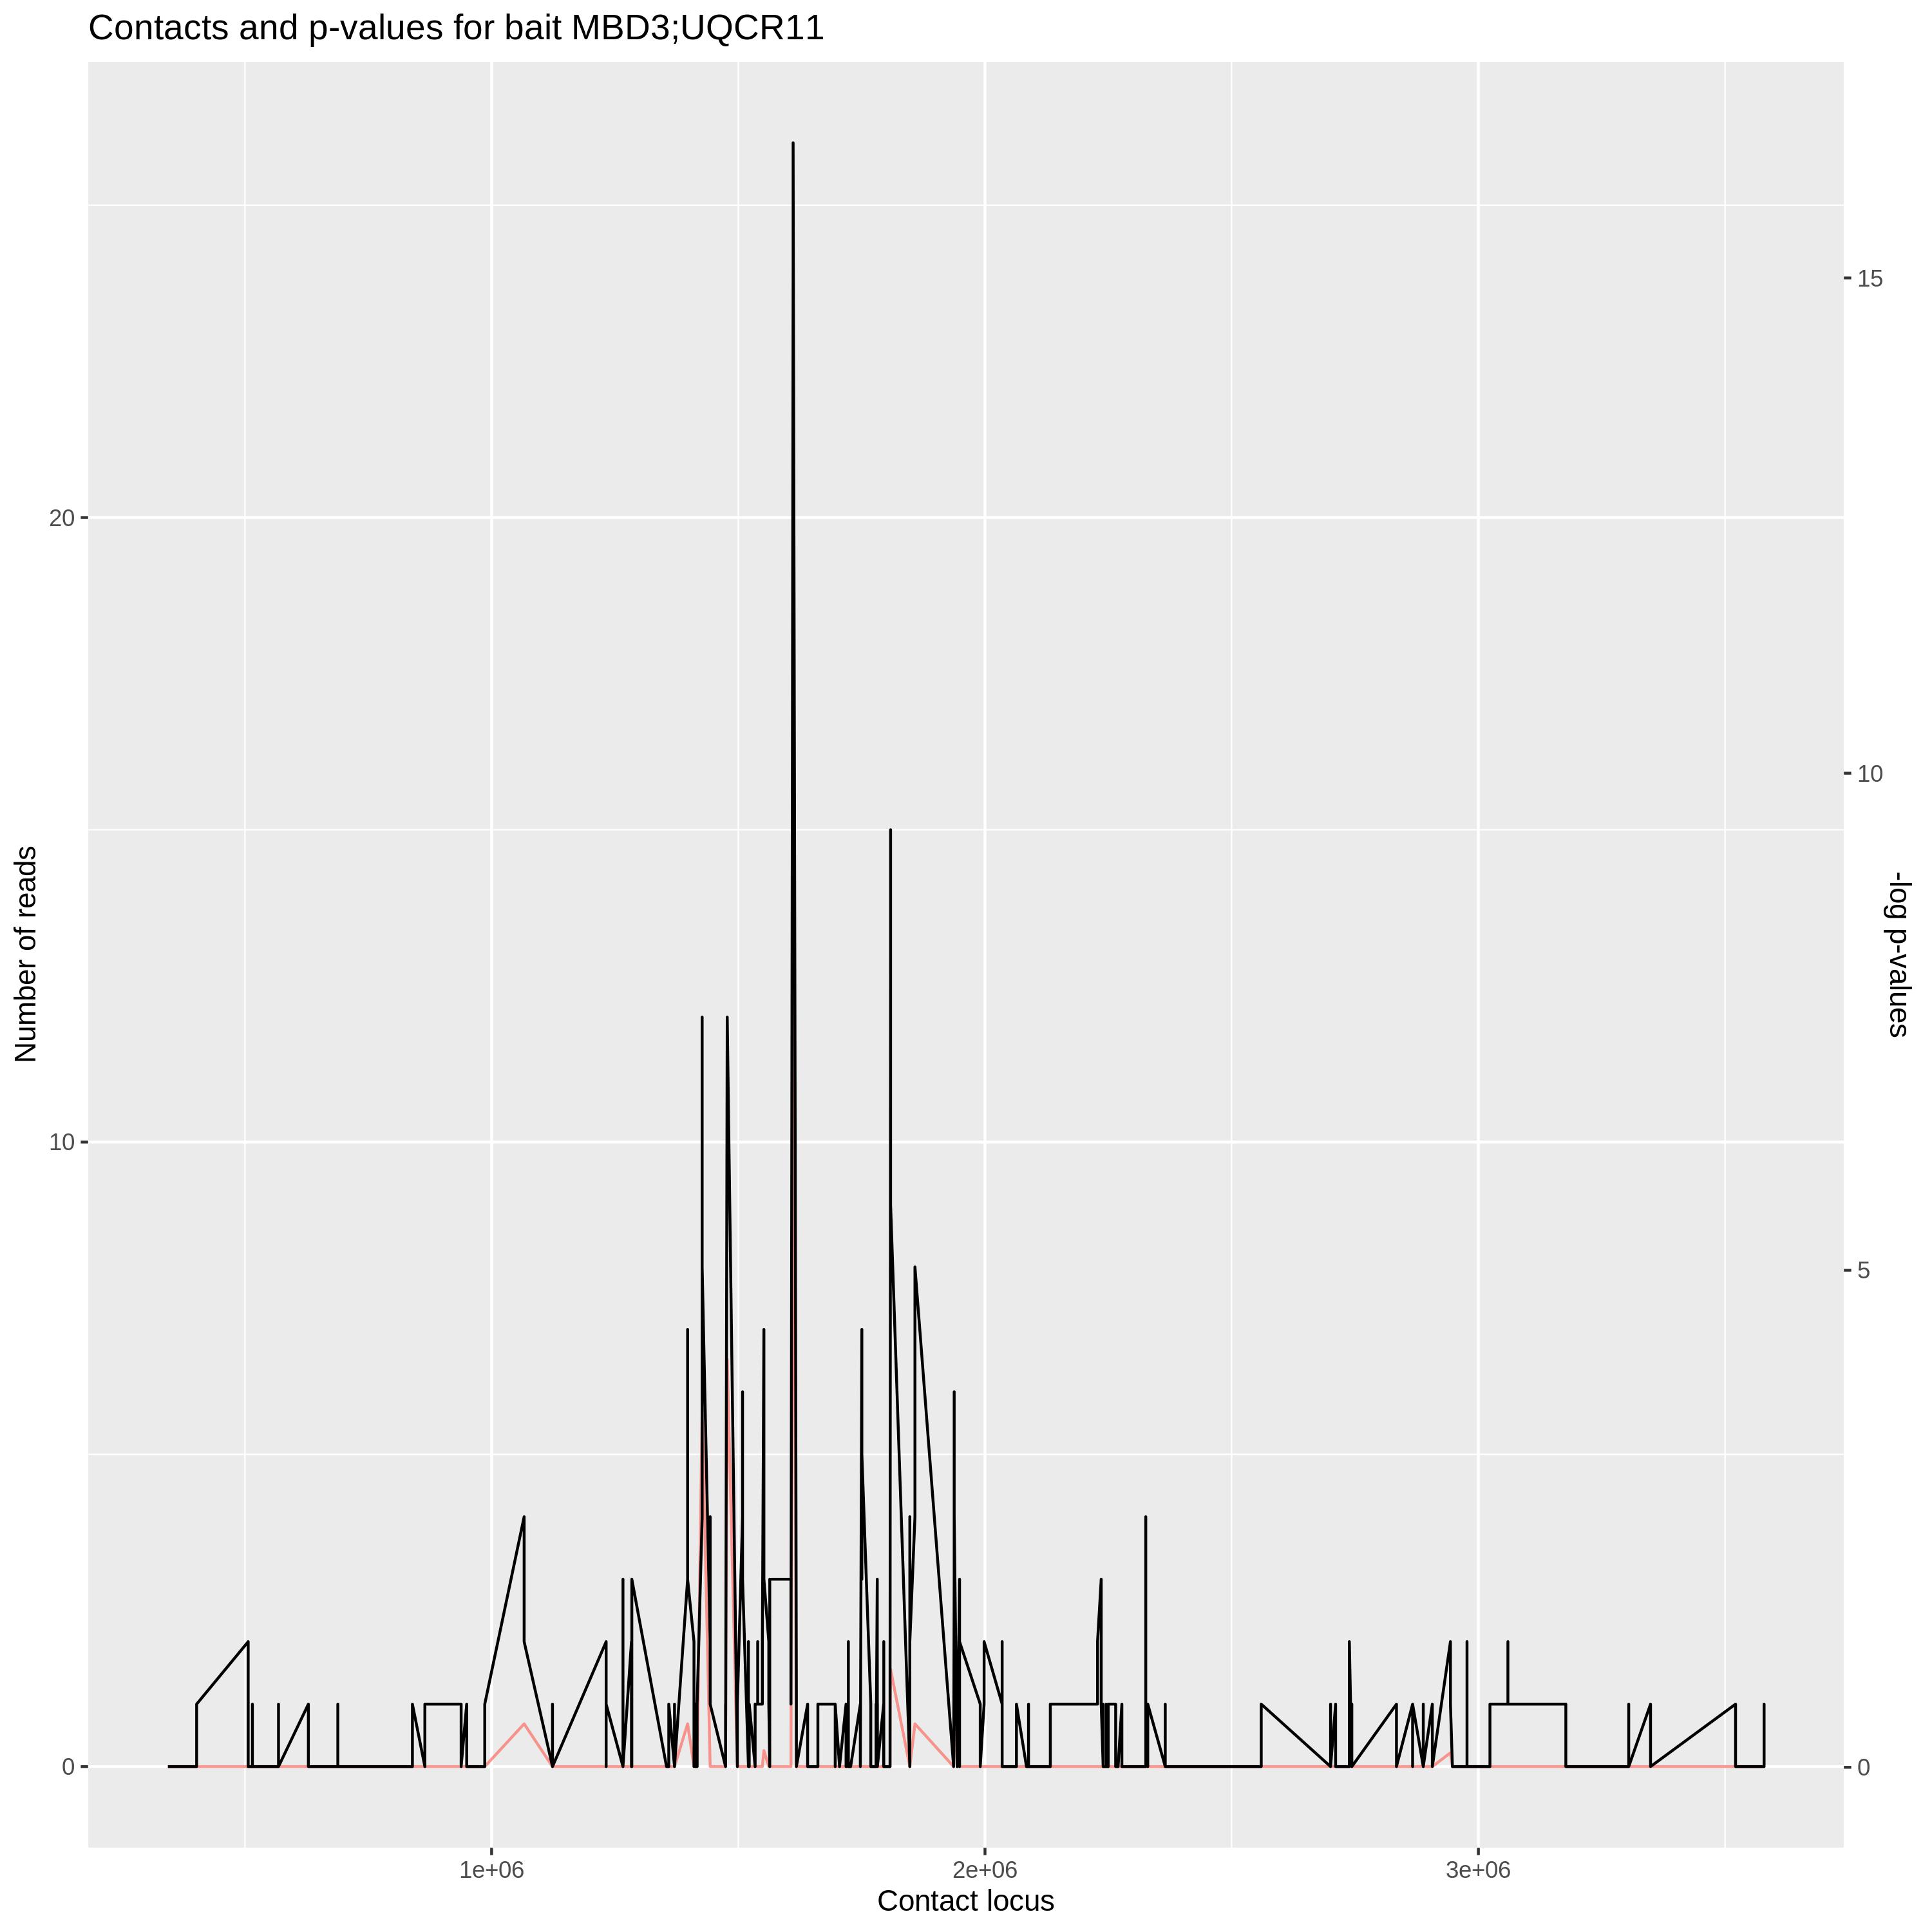 Contacts and p-values for bait MBD3;UQCR11
Number of reads
20
10
0
15
10
5
0
-log p-values
1e+06
2e+06
3e+06
Contact locus